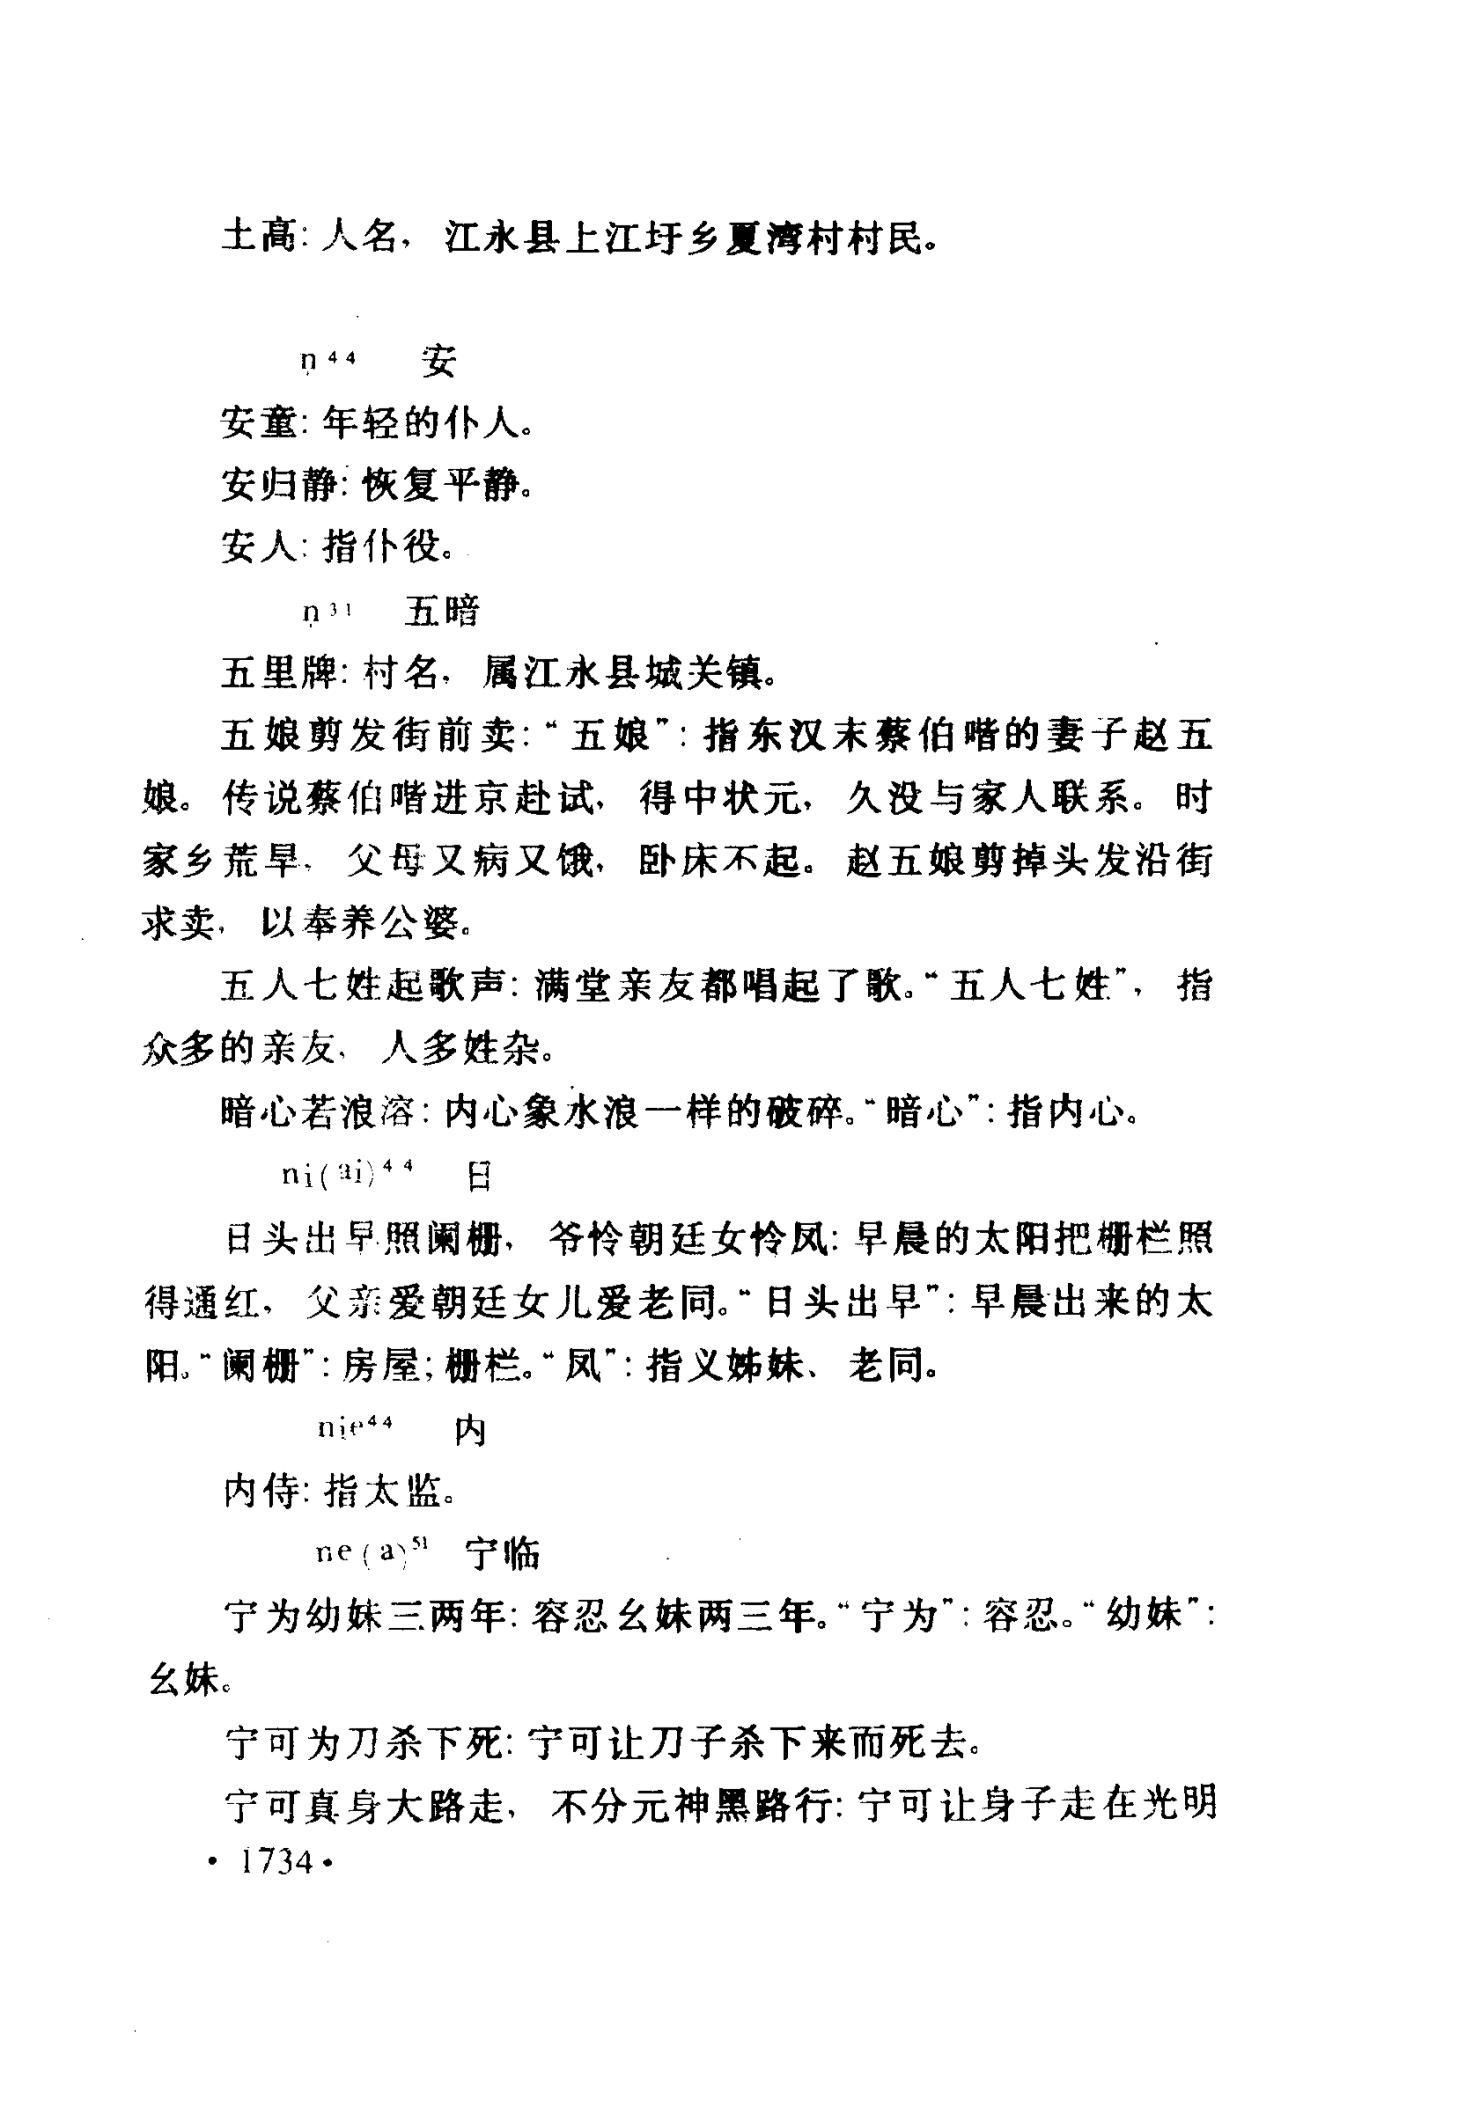 土高:人名,江永县上江圩乡夏湾村村民。
ṇ⁴⁴ 安
安童:年轻的仆人。
安归静:恢复平静。
安人:指仆役。
ṇ³¹ 五暗
五里牌:村名,属江永县城关镇。
五娘剪发街前卖:“五娘”:指东汉末蔡伯喈的妻子赵五
娘。传说蔡伯喈进京赴试,得中状元,久没与家人联系。时
家乡荒旱,父母又病又饿,卧床不起。赵五娘剪掉头发沿街
求卖,以奉养公婆。
五人七姓起歌声:满堂亲友都唱起了歌。“五人七姓”,指
众多的亲友,人多姓杂。
暗心若浪溶:内心象水浪一样的破碎。“暗心”:指内心。
ni(ai)⁴⁴ 日
日头出早照阑栅,爷怜朝廷女怜凤:早晨的太阳把栅栏照
得通红,父亲爱朝廷女儿爱老同。“日头出早”:早晨出来的太
阳。“阑栅”:房屋;栅栏。“凤”:指义姊妹、老同。
nie⁴⁴ 内
内侍:指太监。
ne(a)⁵¹ 宁临
宁为幼妹三两年:容忍幺妹两三年。“宁为”:容忍。“幼妹”:
幺妹。
宁可为刀杀下死:宁可让刀子杀下来而死去。
宁可真身大路走,不分元神黑路行:宁可让身子走在光明
·1734·